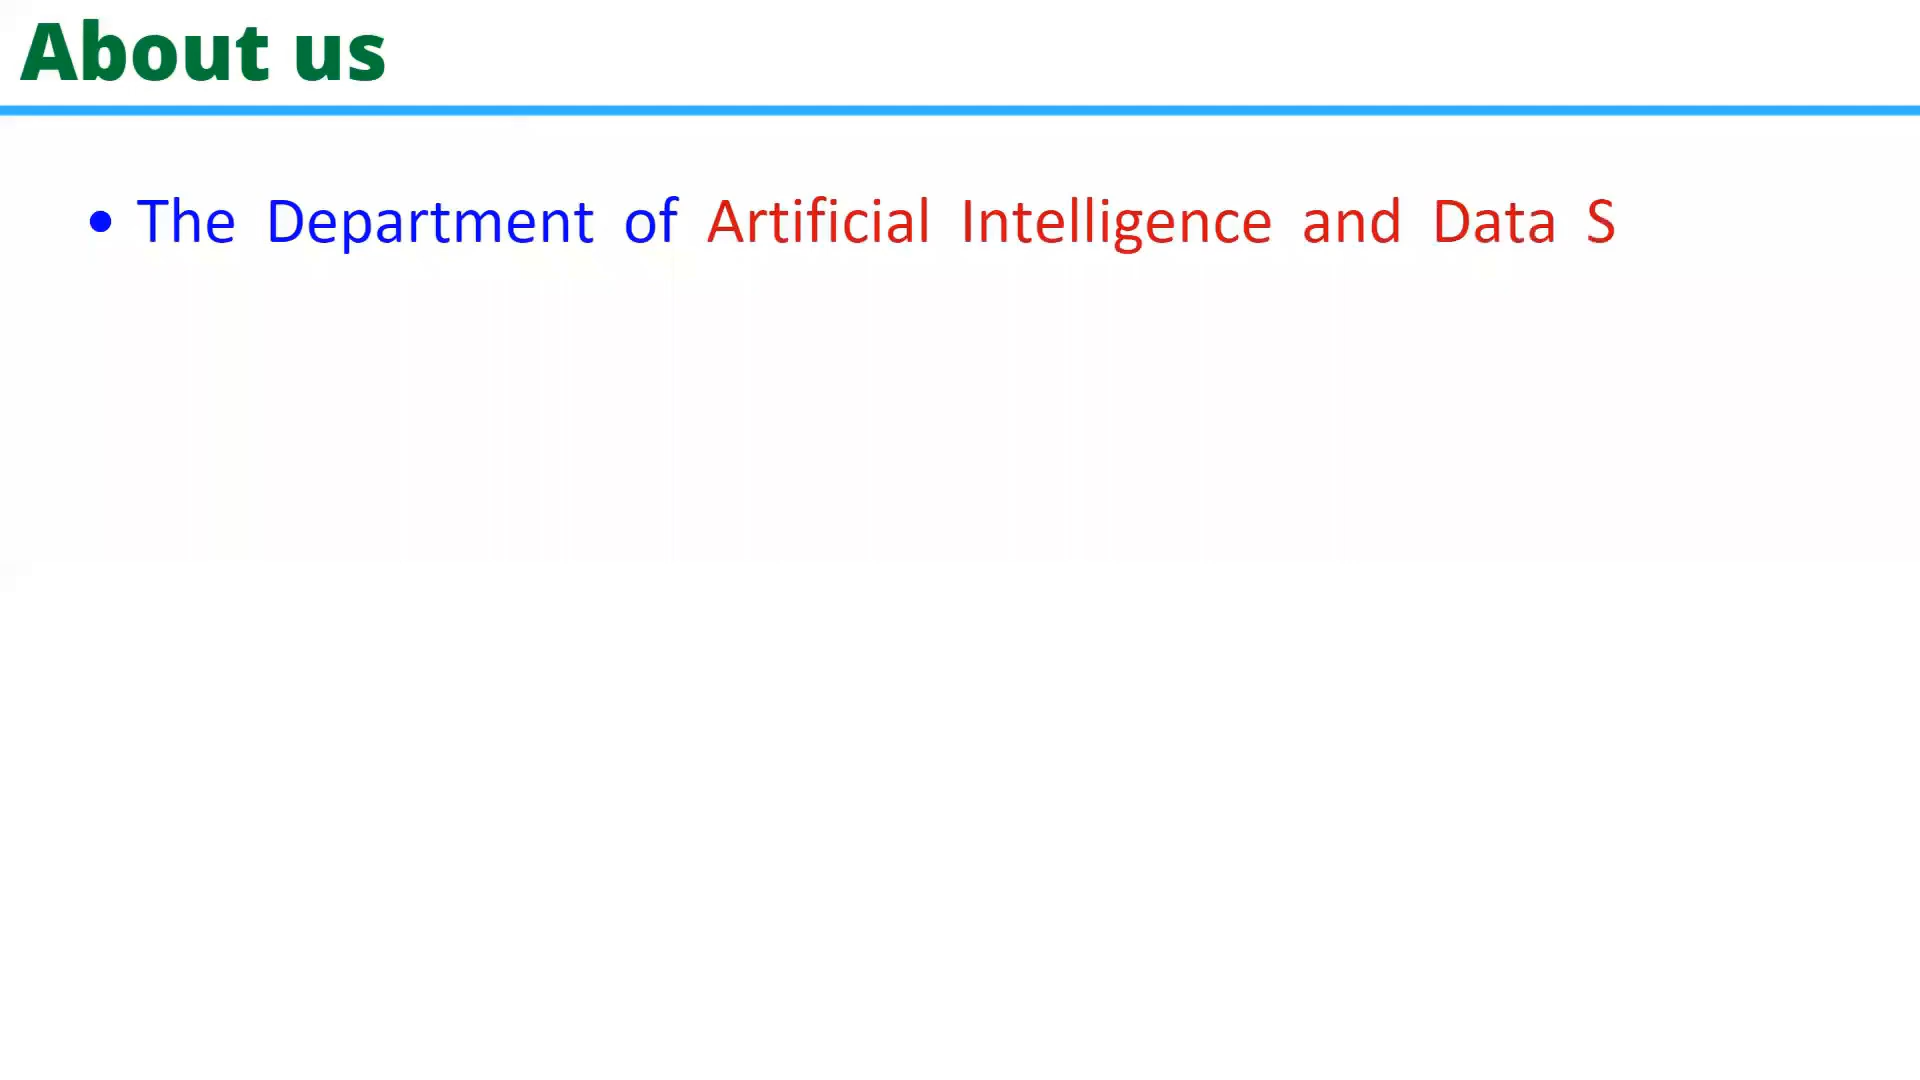 About us
• The Department of Artificial Intelligence and Data S